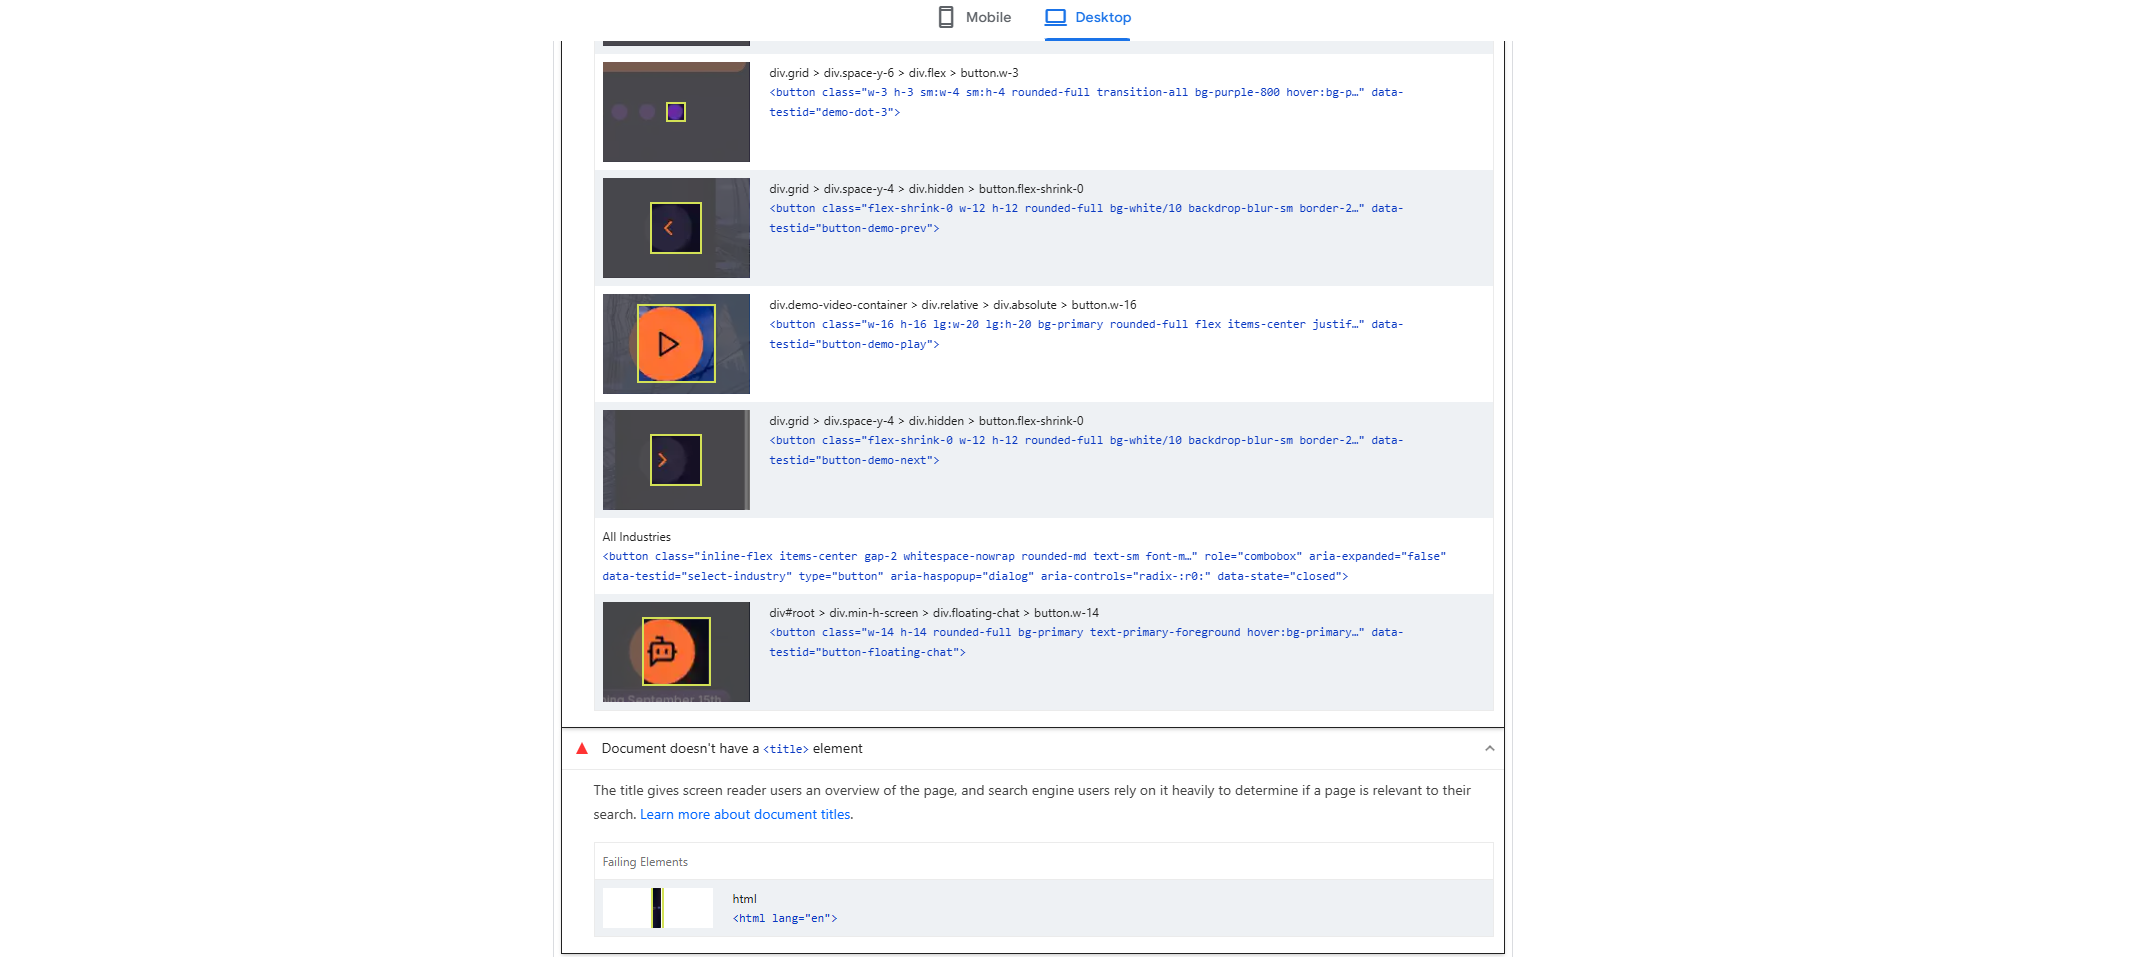 Mobile
Desktop
div.grid > div.space-y-6 > div.flex > button.w-3
<button class="w-3 h-3 sm:w-4 sm:h-4 rounded-full transition-all bg-purple-800 hover:bg-p…" data-
testid="demo-dot-3">
div.grid > div.space-y-4 > div.hidden > button.flex-shrink-0
<button class="flex-shrink-0 w-12 h-12 rounded-full bg-white/10 backdrop-blur-sm border-2…" data-
testid="button-demo-prev">
div.demo-video-container > div.relative > div.absolute > button.w-16
<button class="w-16 h-16 lg:w-20 lg:h-20 bg-primary rounded-full flex items-center justif…" data-
testid="button-demo-play">
div.grid > div.space-y-4 > div.hidden > button.flex-shrink-0
<button class="flex-shrink-0 w-12 h-12 rounded-full bg-white/10 backdrop-blur-sm border-2…" data-
testid="button-demo-next">
All Industries
<button class="inline-flex items-center gap-2 whitespace-nowrap rounded-md text-sm font-m…" role="combobox" aria-expanded="false"
data-testid="select-industry" type="button" aria-haspopup="dialog" aria-controls="radix-:r0:" data-state="closed">
div#root > div.min-h-screen > div.floating-chat > button.w-14
<button class="w-14 h-14 rounded-full bg-primary text-primary-foreground hover:bg-primary…" data-
testid="button-floating-chat">
September 15th
Document doesn't have a <title> element
The title gives screen reader users an overview of the page, and search engine users rely on it heavily to determine if a page is relevant to their
search. Learn more about document titles.
Failing Elements
html
<html lang="en">